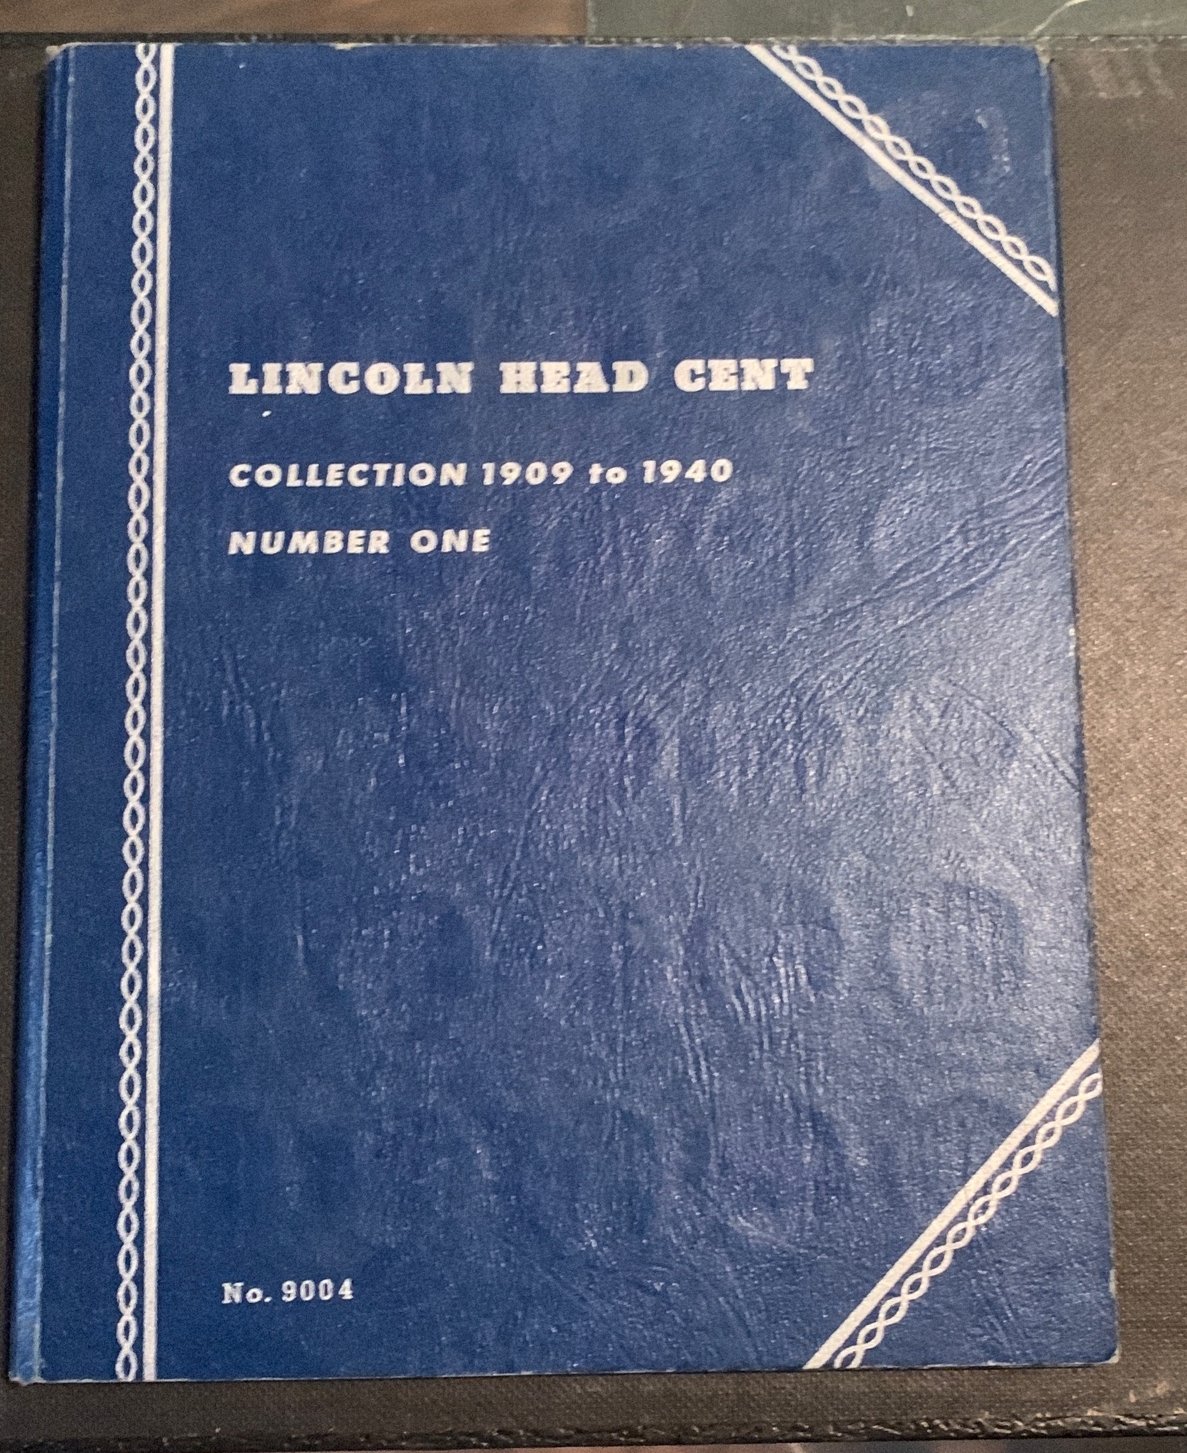 LINCOLN HEAD CENT
COLLECTION 1909 to 1940
NUMBER ONE
No. 9004